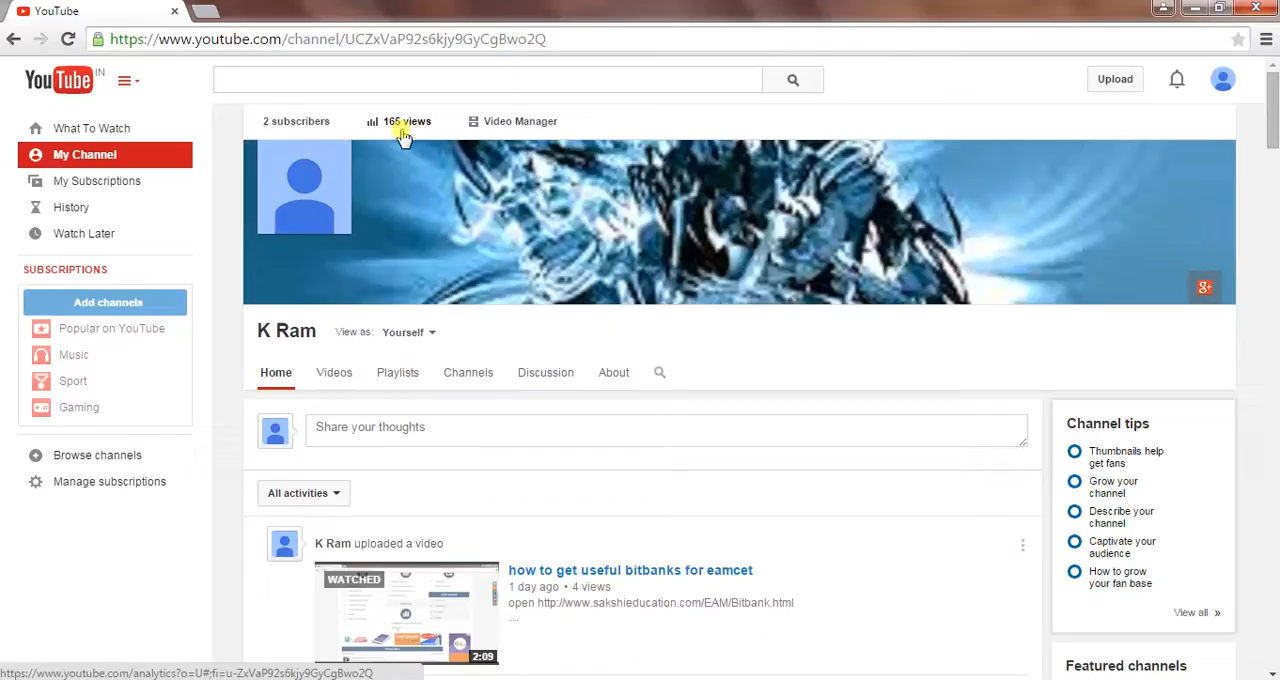 YouTube
https://www.youtube.com/channel/UCZxVaP92s6kjy9GyCgBwo2Q
YouTube IN
Upload
2 subscribers 165 views Video Manager
What To Watch
My Channel
My Subscriptions
History
Watch Later
SUBSCRIPTIONS
Add channels
Popular on YouTube
Music
Sport
Gaming
Browse channels
Manage subscriptions
g+
K Ram View as: Yourself
Home Videos Playlists Channels Discussion About
Share your thoughts
All activities
K Ram uploaded a video
WATCHED
2:09
how to get useful bitbanks for eamcet
1 day ago • 4 views
open http://www.sakshieducation.com/EAM/Bitbank.html
...
Channel tips
Thumbnails help
get fans
Grow your
channel
Describe your
channel
Captivate your
audience
How to grow
your fan base
View all »
Featured channels
https://www.youtube.com/analytics?o=U#;fi=u-ZxVaP92s6kjy9GyCgBwo2Q